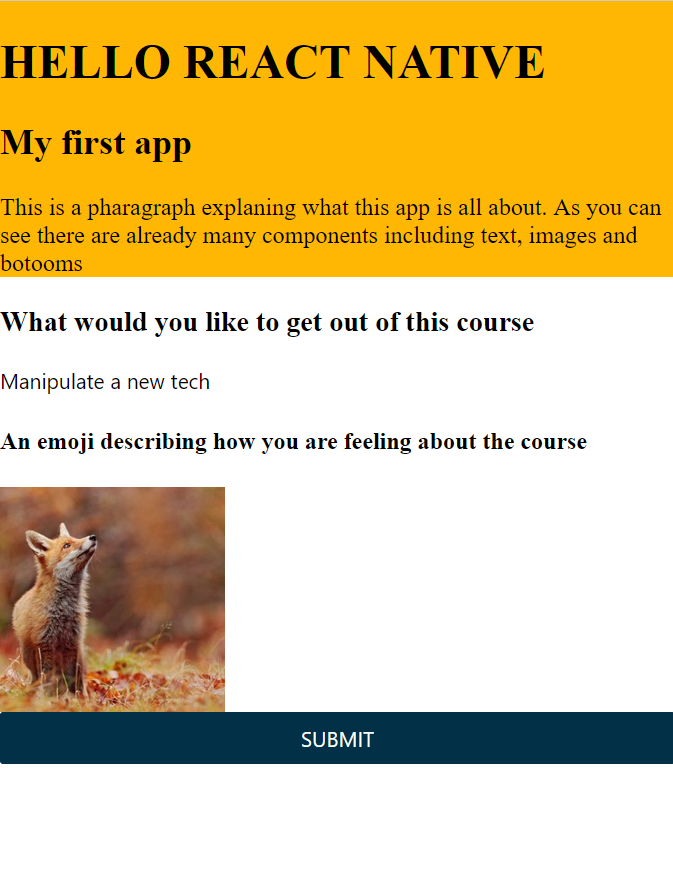 HELLO REACT NATIVE
My first app
This is a pharagraph explaning what this app is all about. As you can
see there are already many components including text, images and
botooms
What would you like to get out of this course
Manipulate a new tech
An emoji describing how you are feeling about the course
SUBMIT